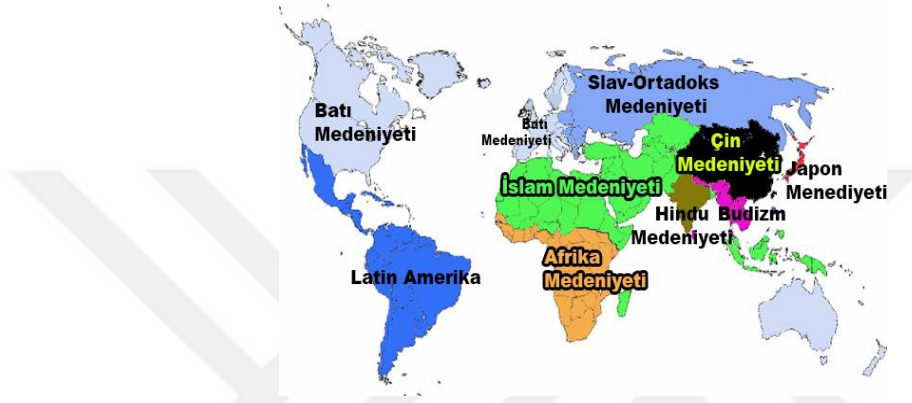 Slav-Ortadoks
Medeniyeti
Batı
Medeniyeti
Batı
Medeniyeti
Çin
Medeniyeti
Japon
Menediyeti
İslam Medeniyeti
Hindu
Medeniyeti
Budizm
Afrika
Medeniyeti
Latin Amerika